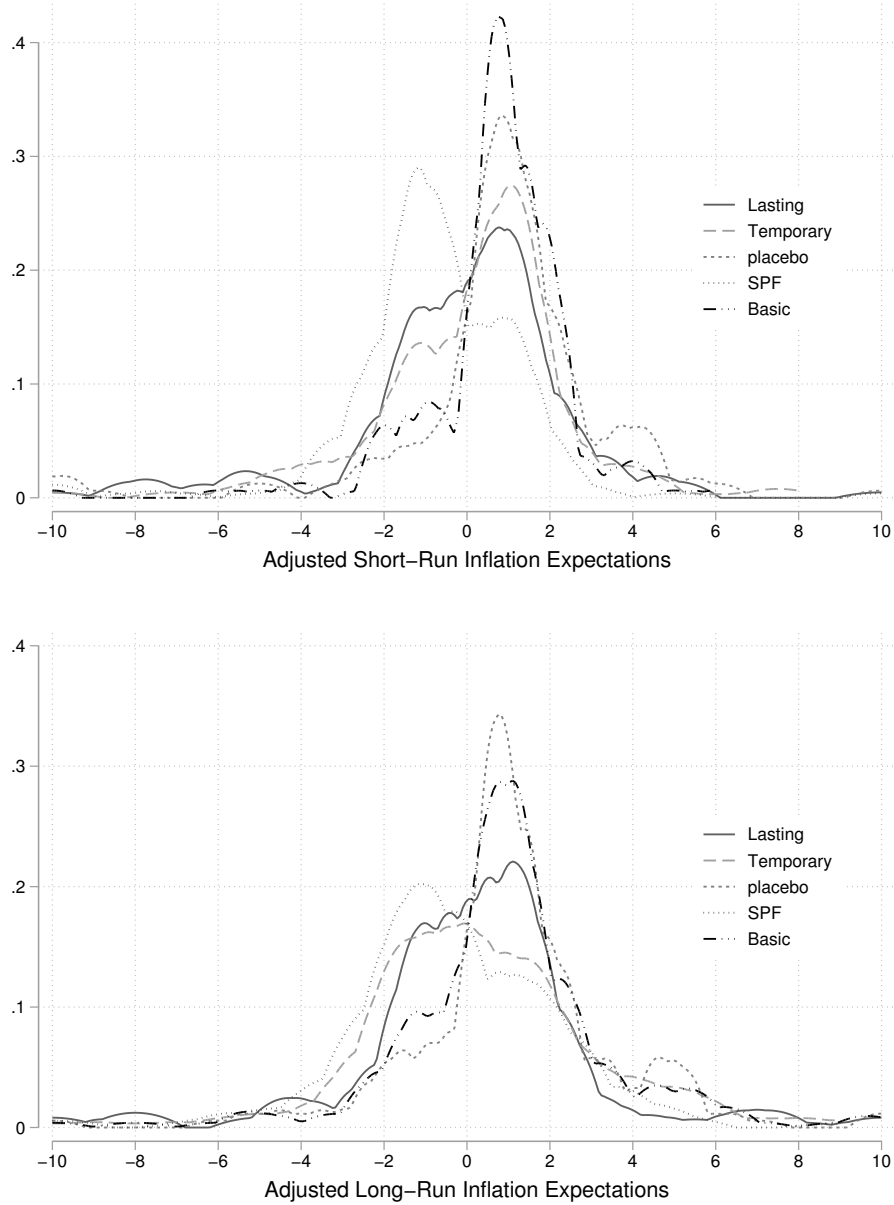 .4
.3
.2
.1
0
Lasting
Temporary
placebo
SPF
Basic
−10 −8 −6 −4 −2 0 2 4 6 8 10
Adjusted Short−Run Inflation Expectations
.4
.3
.2
.1
0
Lasting
Temporary
placebo
SPF
Basic
−10 −8 −6 −4 −2 0 2 4 6 8 10
Adjusted Long−Run Inflation Expectations